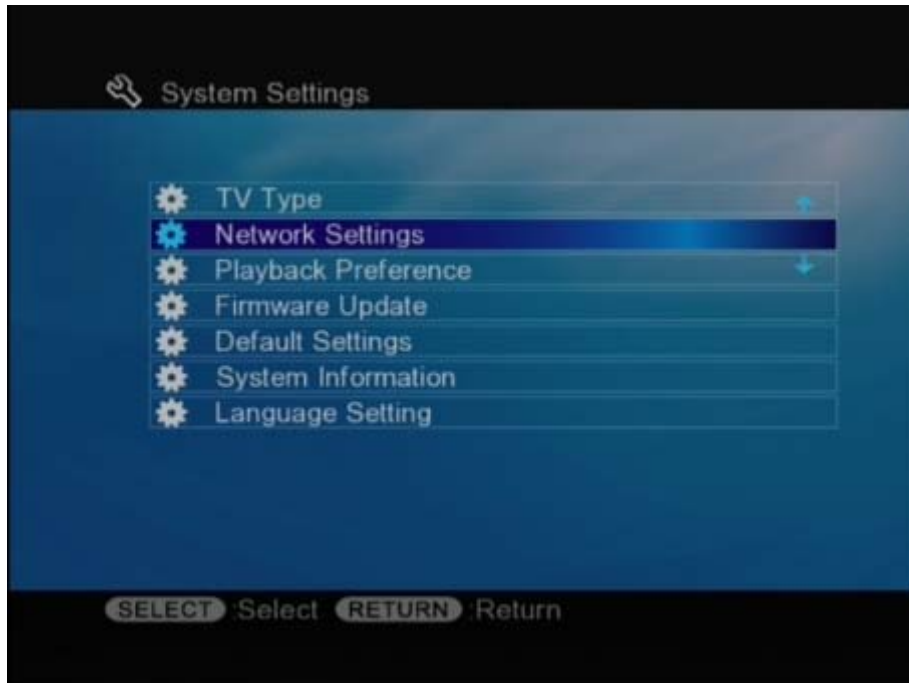 System Settings
TV Type
Network Settings
Playback Preference
Firmware Update
Default Settings
System Information
Language Setting
SELECT :Select RETURN :Return